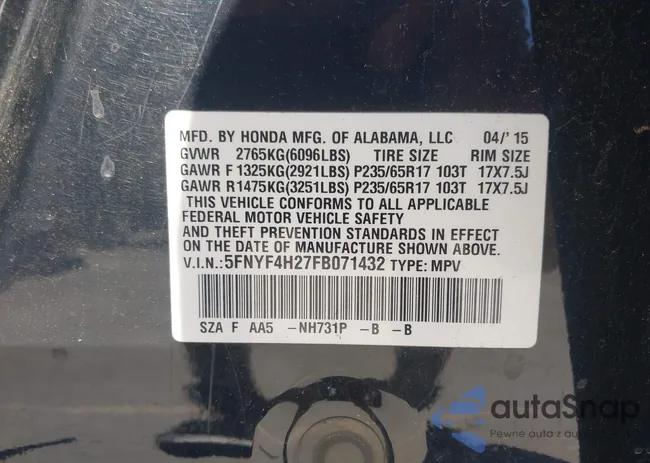 MFD. BY HONDA MFG. OF ALABAMA, LLC 04/'15
GVWR 2765KG(6096LBS) TIRE SIZE RIM SIZE
GAWR F 1325KG(2921LBS) P235/65R17 103T 17X7.5J
GAWR R1475KG(3251LBS) P235/65R17 103T 17X7.5J
THIS VEHICLE CONFORMS TO ALL APPLICABLE
FEDERAL MOTOR VEHICLE SAFETY
AND THEFT PREVENTION STANDARDS IN EFFECT
ON THE DATE OF MANUFACTURE SHOWN ABOVE.
V.I.N.:5FNYF4H27FB071432 TYPE: MPV
SZA F AA5 -NH731P -B -B
autoSnap
Pewne auta z a